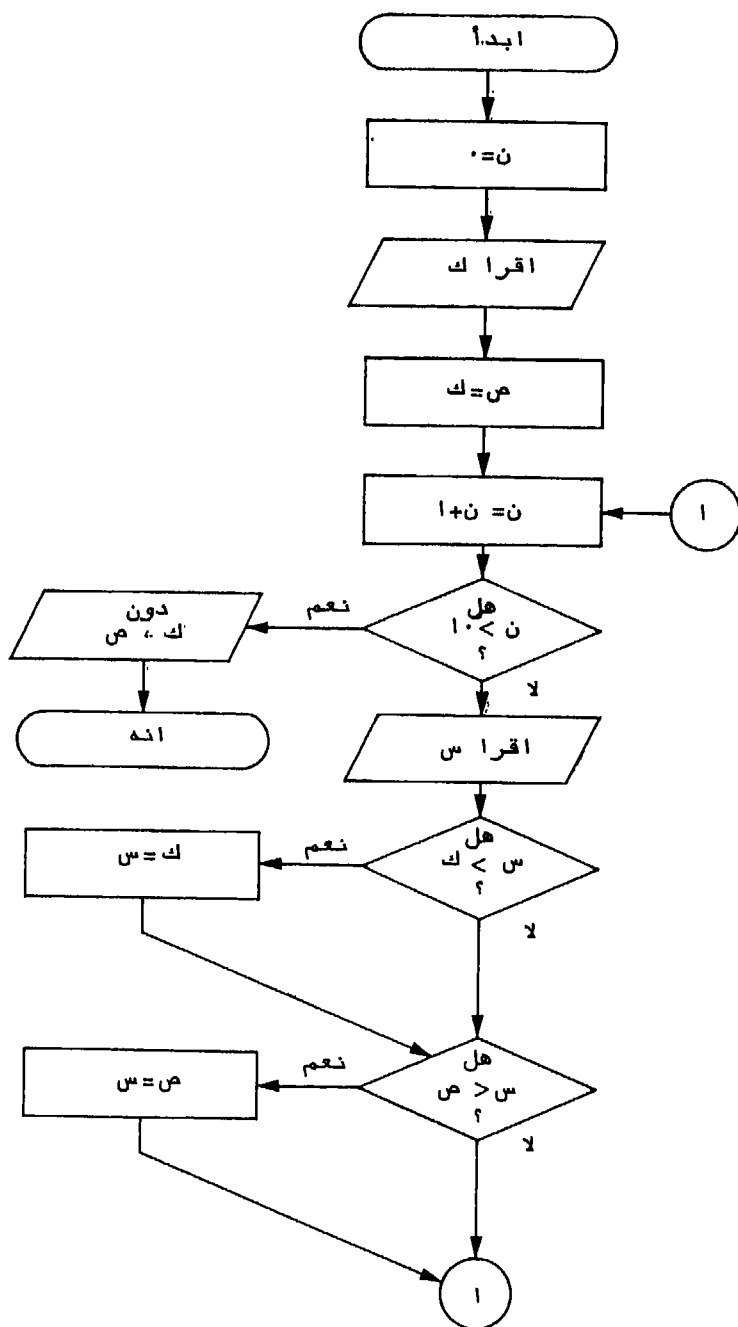 ابدأ
ن=٠
اقرا ك
ص=ك
ن= ن+١
١
هل
ن > ١٠
؟
نعم
دون
ك ، ص
انه
لا
اقرا س
هل
س > ك
؟
نعم
ك=س
لا
هل
س < ص
؟
نعم
ص=س
لا
١